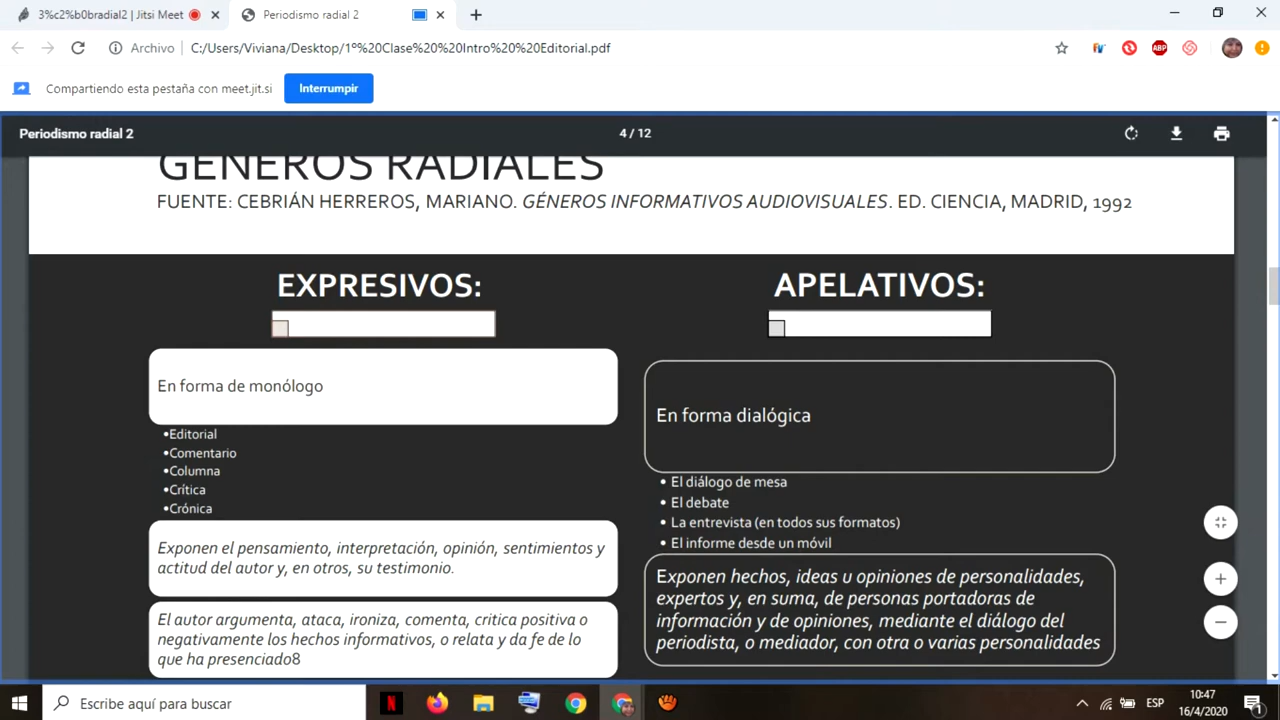 3%c2%b0bradial2 | Jitsi Meet
Periodismo radial 2
Archivo
C:/Users/Viviana/Desktop/1º%20Clase%20%20Intro%20%20Editorial.pdf
ABP
Compartiendo esta pestaña con meet.jit.si
Interrumpir
Periodismo radial 2
4 / 12
GÉNEROS RADIALES
FUENTE: CEBRIÁN HERREROS, MARIANO. GÉNEROS INFORMATIVOS AUDIOVISUALES. ED. CIENCIA, MADRID, 1992
EXPRESIVOS:
En forma de monólogo
•Editorial
•Comentario
•Columna
•Crítica
•Crónica
Exponen el pensamiento, interpretación, opinión, sentimientos y
actitud del autor y, en otros, su testimonio.
El autor argumenta, ataca, ironiza, comenta, critica positiva o
negativamente los hechos informativos, o relata y da fe de lo
que ha presenciado8
APELATIVOS:
En forma dialógica
• El diálogo de mesa
• El debate
• La entrevista (en todos sus formatos)
• El informe desde un móvil
Exponen hechos, ideas u opiniones de personalidades,
expertos y, en suma, de personas portadoras de
información y de opiniones, mediante el diálogo del
periodista, o mediador, con otra o varias personalidades
Escribe aquí para buscar
ESP
10:47
16/4/2020
1